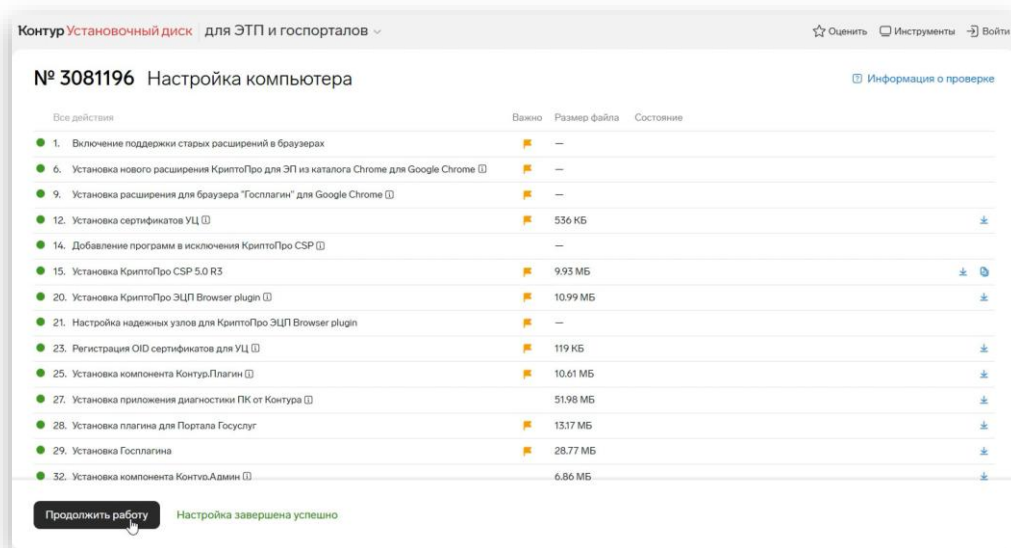 Контур Установочный диск для ЭТП и госпорталов
Оценить Инструменты Войти
№ 3081196 Настройка компьютера
Информация о проверке
Все действия Важно Размер файла Состояние
1. Включение поддержки старых расширений в браузерах —
6. Установка нового расширения КриптоПро для ЭП из каталога Chrome для Google Chrome —
9. Установка расширения для браузера "Госплагин" для Google Chrome —
12. Установка сертификатов УЦ 536 КБ
14. Добавление программ в исключения КриптоПро CSP —
15. Установка КриптоПро CSP 5.0 R3 9.93 МБ
20. Установка КриптоПро ЭЦП Browser plugin 10.99 МБ
21. Настройка надежных узлов для КриптоПро ЭЦП Browser plugin —
23. Регистрация OID сертификатов для УЦ 119 КБ
25. Установка компонента Контур.Плагин 10.61 МБ
27. Установка приложения диагностики ПК от Контура 51.98 МБ
28. Установка плагина для Портала Госуслуг 13.17 МБ
29. Установка Госплагина 28.77 МБ
32. Установка компонента Контур.Админ 6.86 МБ
Продолжить работу Настройка завершена успешно